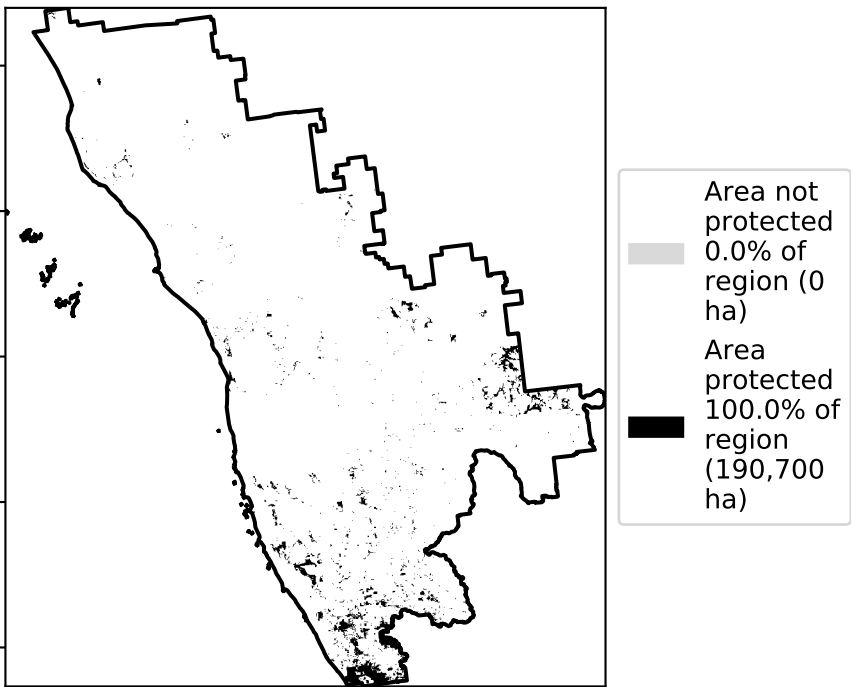 Area not
protected
0.0% of
region (0
ha)
Area
protected
100.0% of
region
(190,700
ha)